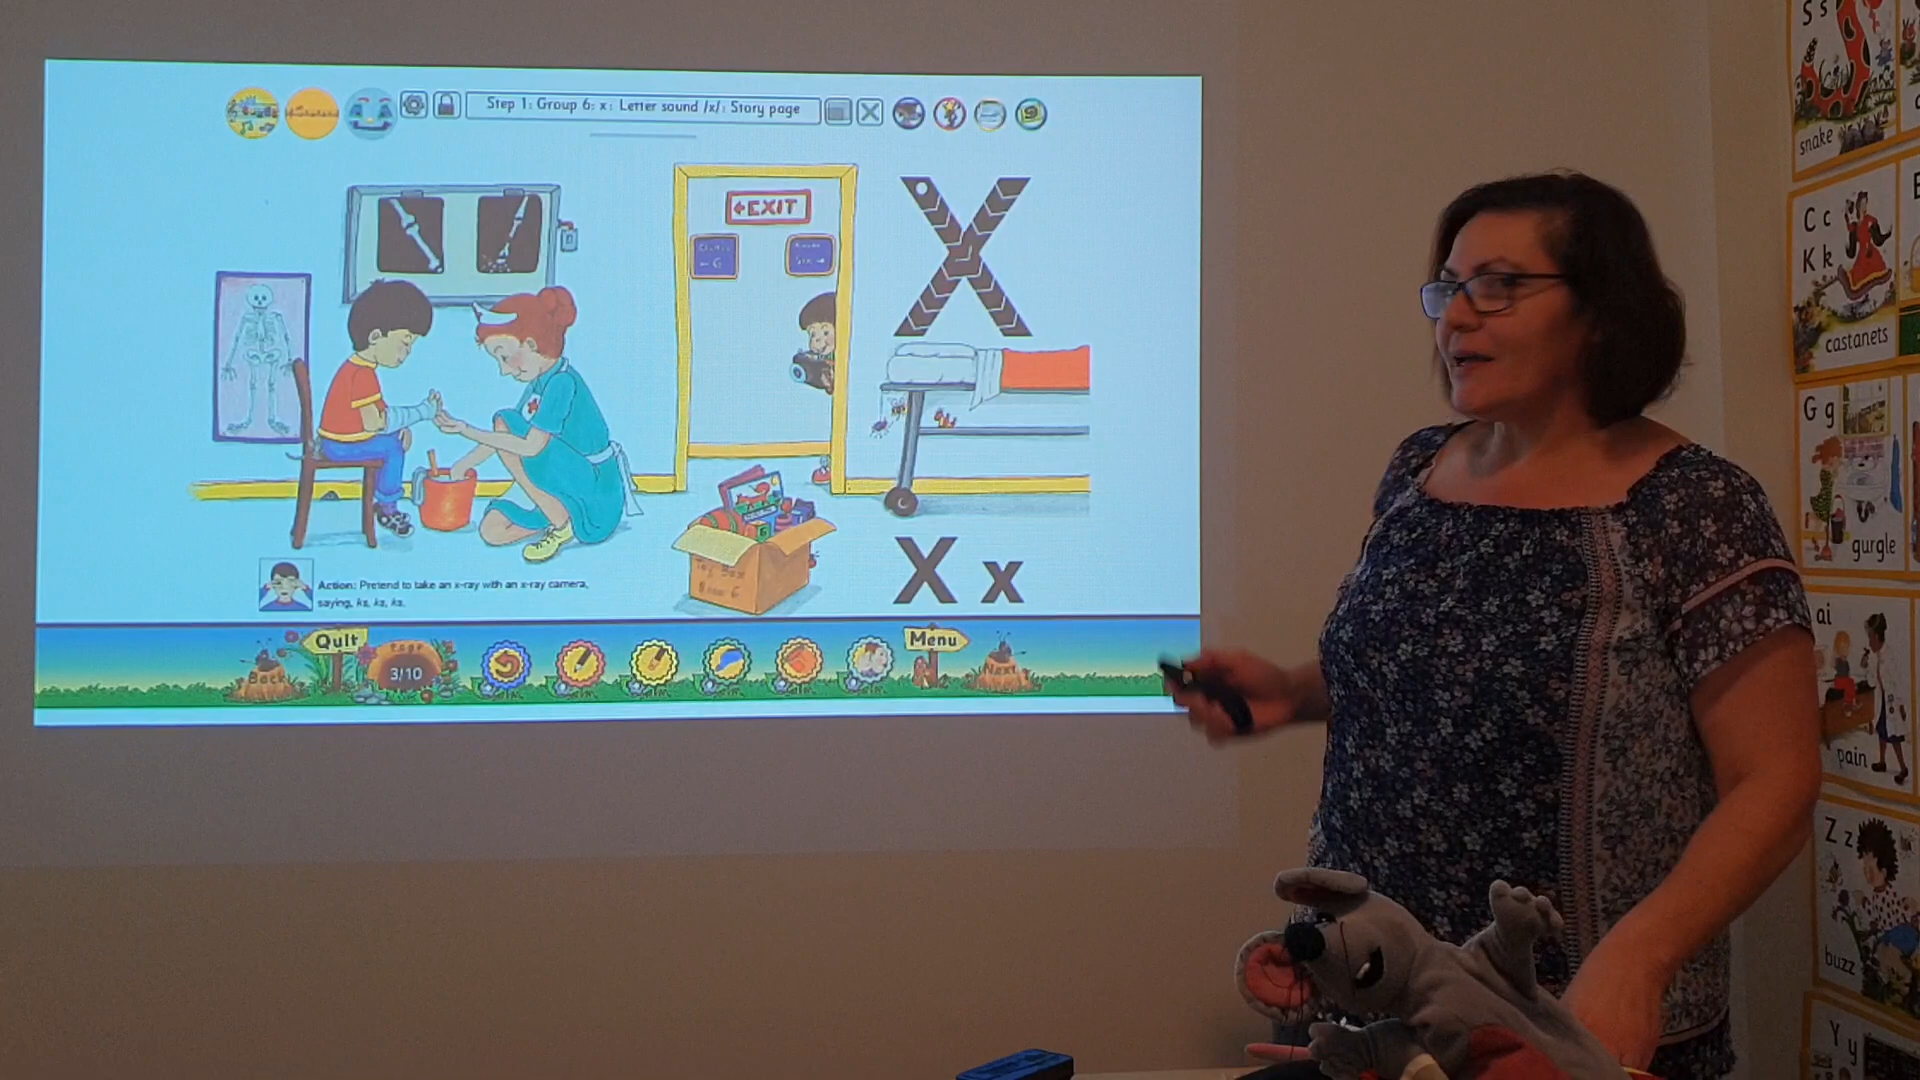 Step 1: Group 6: x: Letter sound /x/: Story page
EXIT
Action: Pretend to take an x-ray with an x-ray camera,
saying, ks, ks, ks.
X x
Quit
Menu
Back
Page
3/10
Next
S s
snake
C c
K k
castanets
G g
gurgle
ai
pain
Z z
buzz
Y y